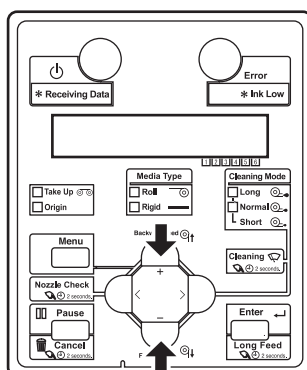 Error
* Receiving Data
* Ink Low
1 2 3 4 5 6
Media Type
Roll
Rigid
Cleaning Mode
Long
Normal
Short
Take Up
Origin
Menu
+
Cleaning
2 seconds.
Nozzle Check
2 seconds.
< >
Pause
−
Enter
Cancel
2 seconds.
Long Feed
2 seconds.